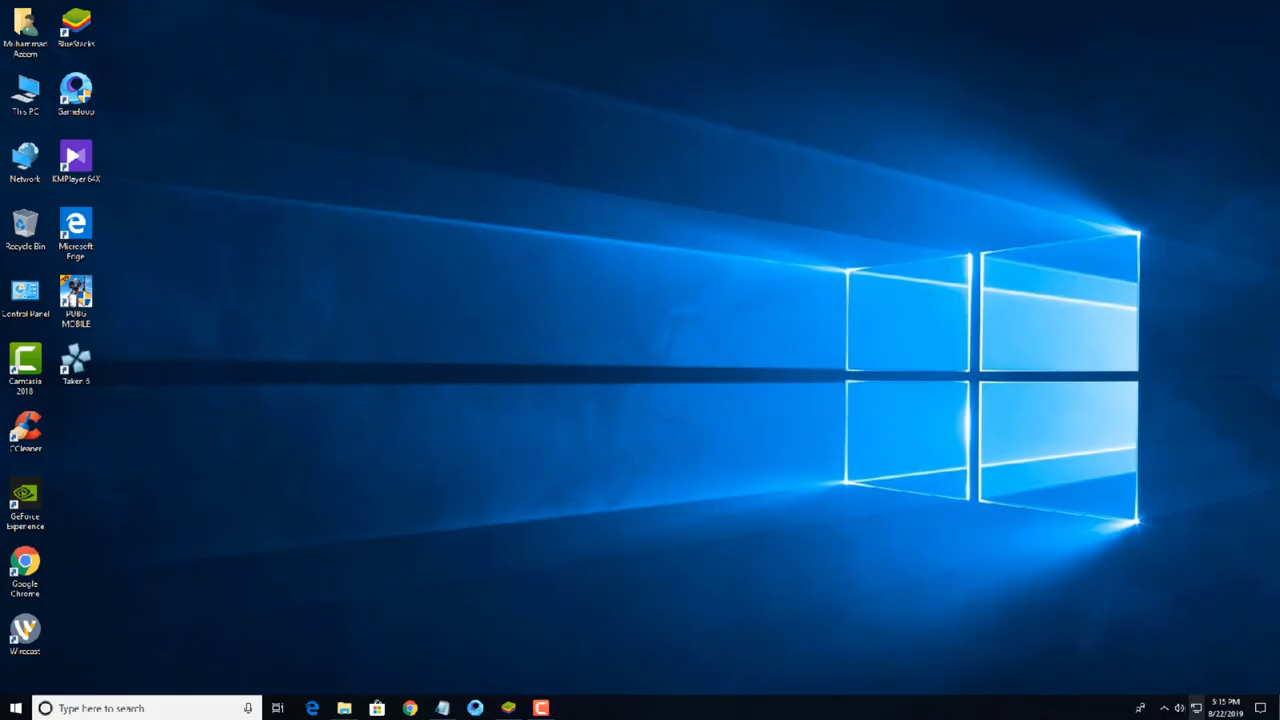 Muhammad
Azeem
BlueStacks
This PC
Gameloop
Network
KMPlayer 64X
Recycle Bin
Microsoft
Edge
Control Panel
PUBG
MOBILE
Camtasia
2018
Taken 6
CCleaner
GeForce
Experience
Google
Chrome
Wirecast
Type here to search
5:15 PM
8/22/2019